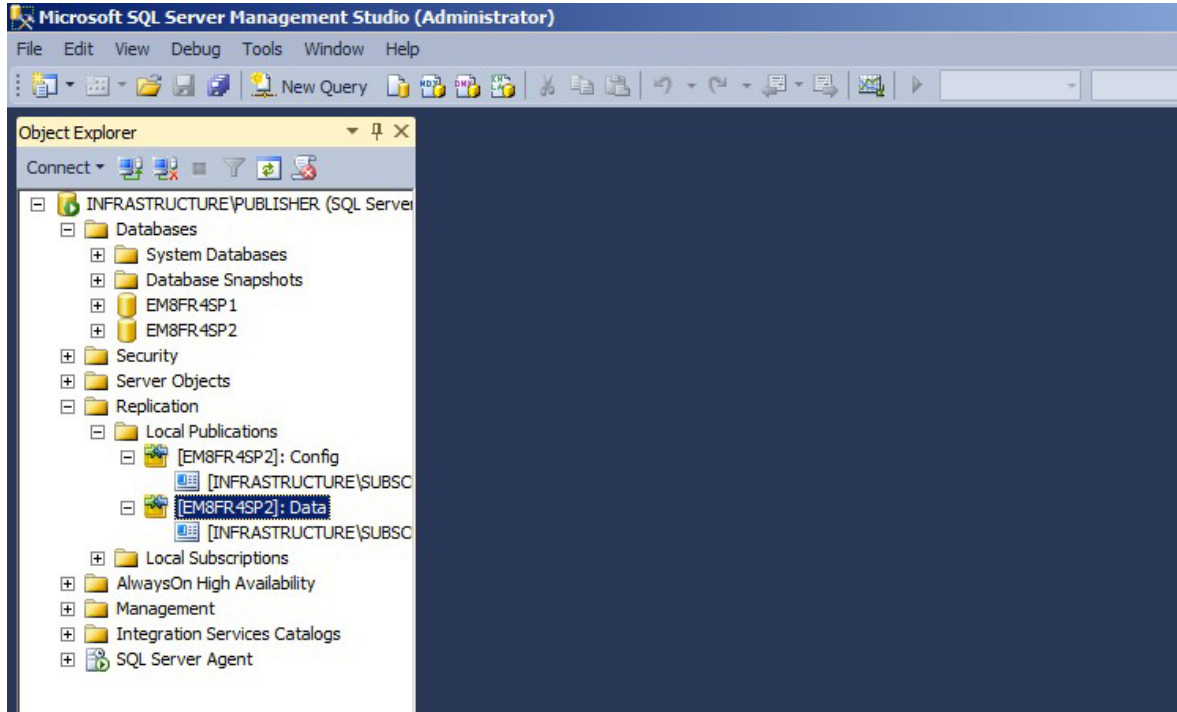 Microsoft SQL Server Management Studio (Administrator)
File Edit View Debug Tools Window Help
New Query
Object Explorer
Connect
INFRASTRUCTURE\PUBLISHER (SQL Server
Databases
System Databases
Database Snapshots
EM8FR4SP1
EM8FR4SP2
Security
Server Objects
Replication
Local Publications
[EM8FR4SP2]: Config
[INFRASTRUCTURE\SUBSC
[EM8FR4SP2]: Data
[INFRASTRUCTURE\SUBSC
Local Subscriptions
AlwaysOn High Availability
Management
Integration Services Catalogs
SQL Server Agent